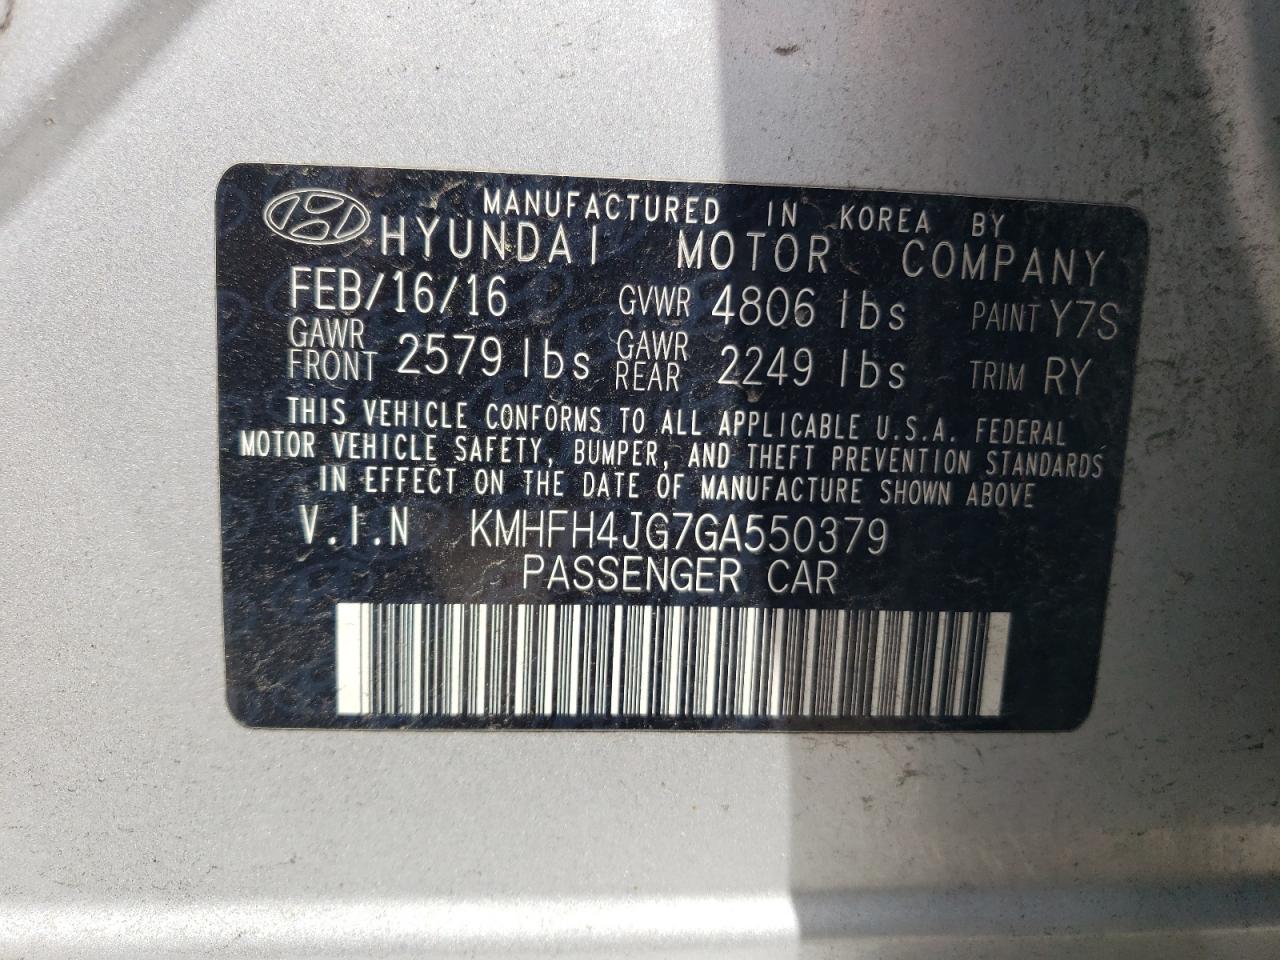 MANUFACTURED IN KOREA BY
HYUNDAI MOTOR COMPANY
FEB/16/16 GVWR 4806 lbs PAINT Y7S
GAWR FRONT 2579 lbs GAWR REAR 2249 lbs TRIM RY
THIS VEHICLE CONFORMS TO ALL APPLICABLE U.S.A. FEDERAL
MOTOR VEHICLE SAFETY, BUMPER, AND THEFT PREVENTION STANDARDS
IN EFFECT ON THE DATE OF MANUFACTURE SHOWN ABOVE
V.I.N KMHFH4JG7GA550379
PASSENGER CAR